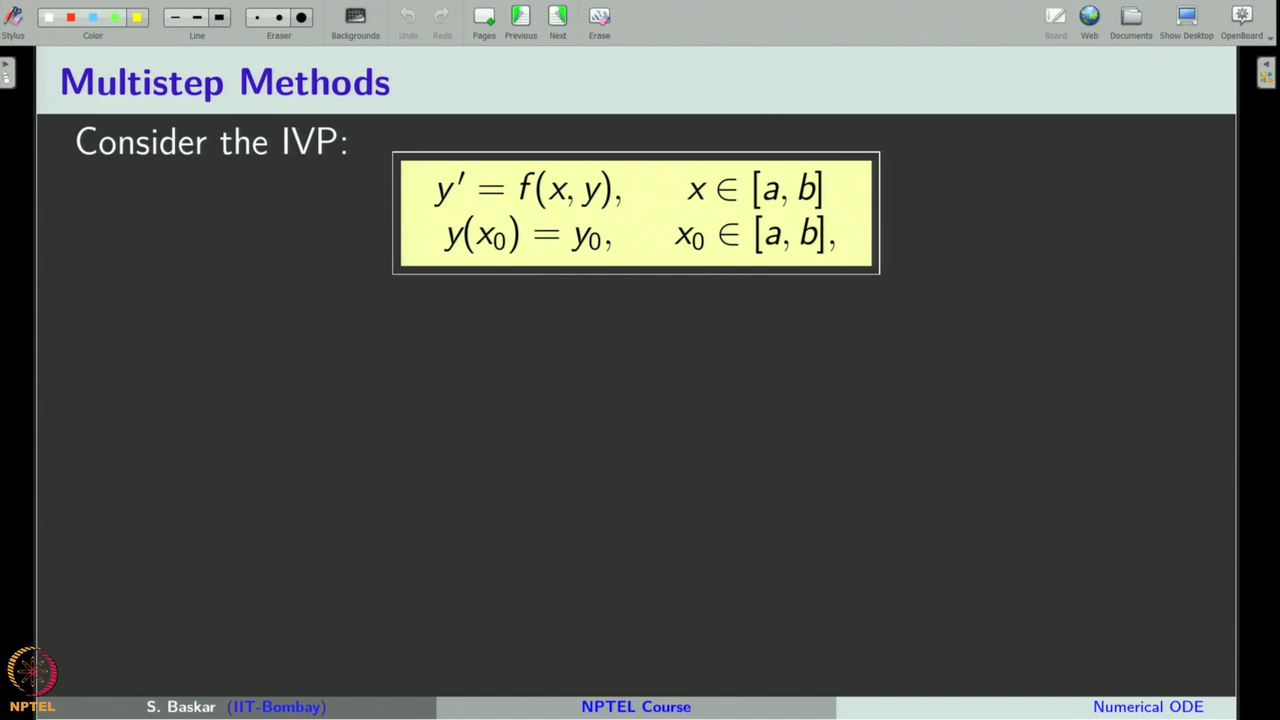 Stylus Color Line Eraser Backgrounds Undo Redo Pages Previous Next Erase Board Web Documents Show Desktop OpenBoard
Multistep Methods
Consider the IVP:
y′ = f(x, y), x ∈ [a, b]
y(x₀) = y₀, x₀ ∈ [a, b],
NPTEL
S. Baskar (IIT-Bombay) NPTEL Course Numerical ODE